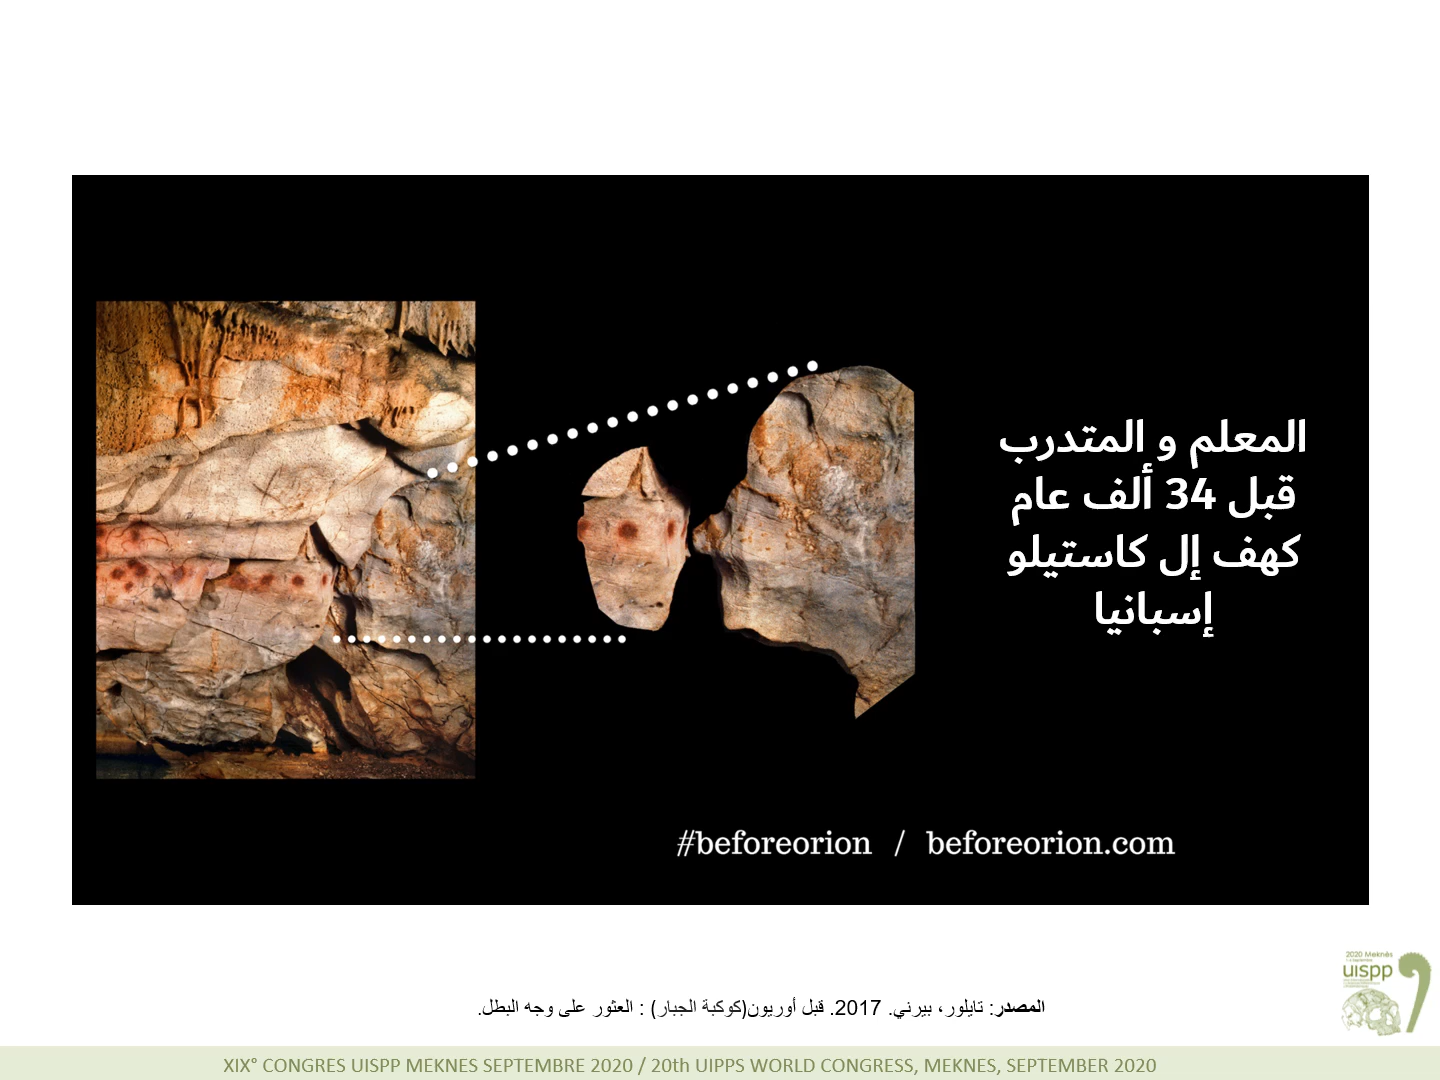 المعلم و المتدرب
قبل 34 ألف عام
كهف إل كاستيلو
إسبانيا
#beforeorion / beforeorion.com
2020 Meknès
uispp
المصدر: تايلور، بيرني. 2017. قبل أوريون(كوكبة الجبار) : العثور على وجه البطل.
XIX° CONGRES UISPP MEKNES SEPTEMBRE 2020 / 20th UIPPS WORLD CONGRESS, MEKNES, SEPTEMBER 2020